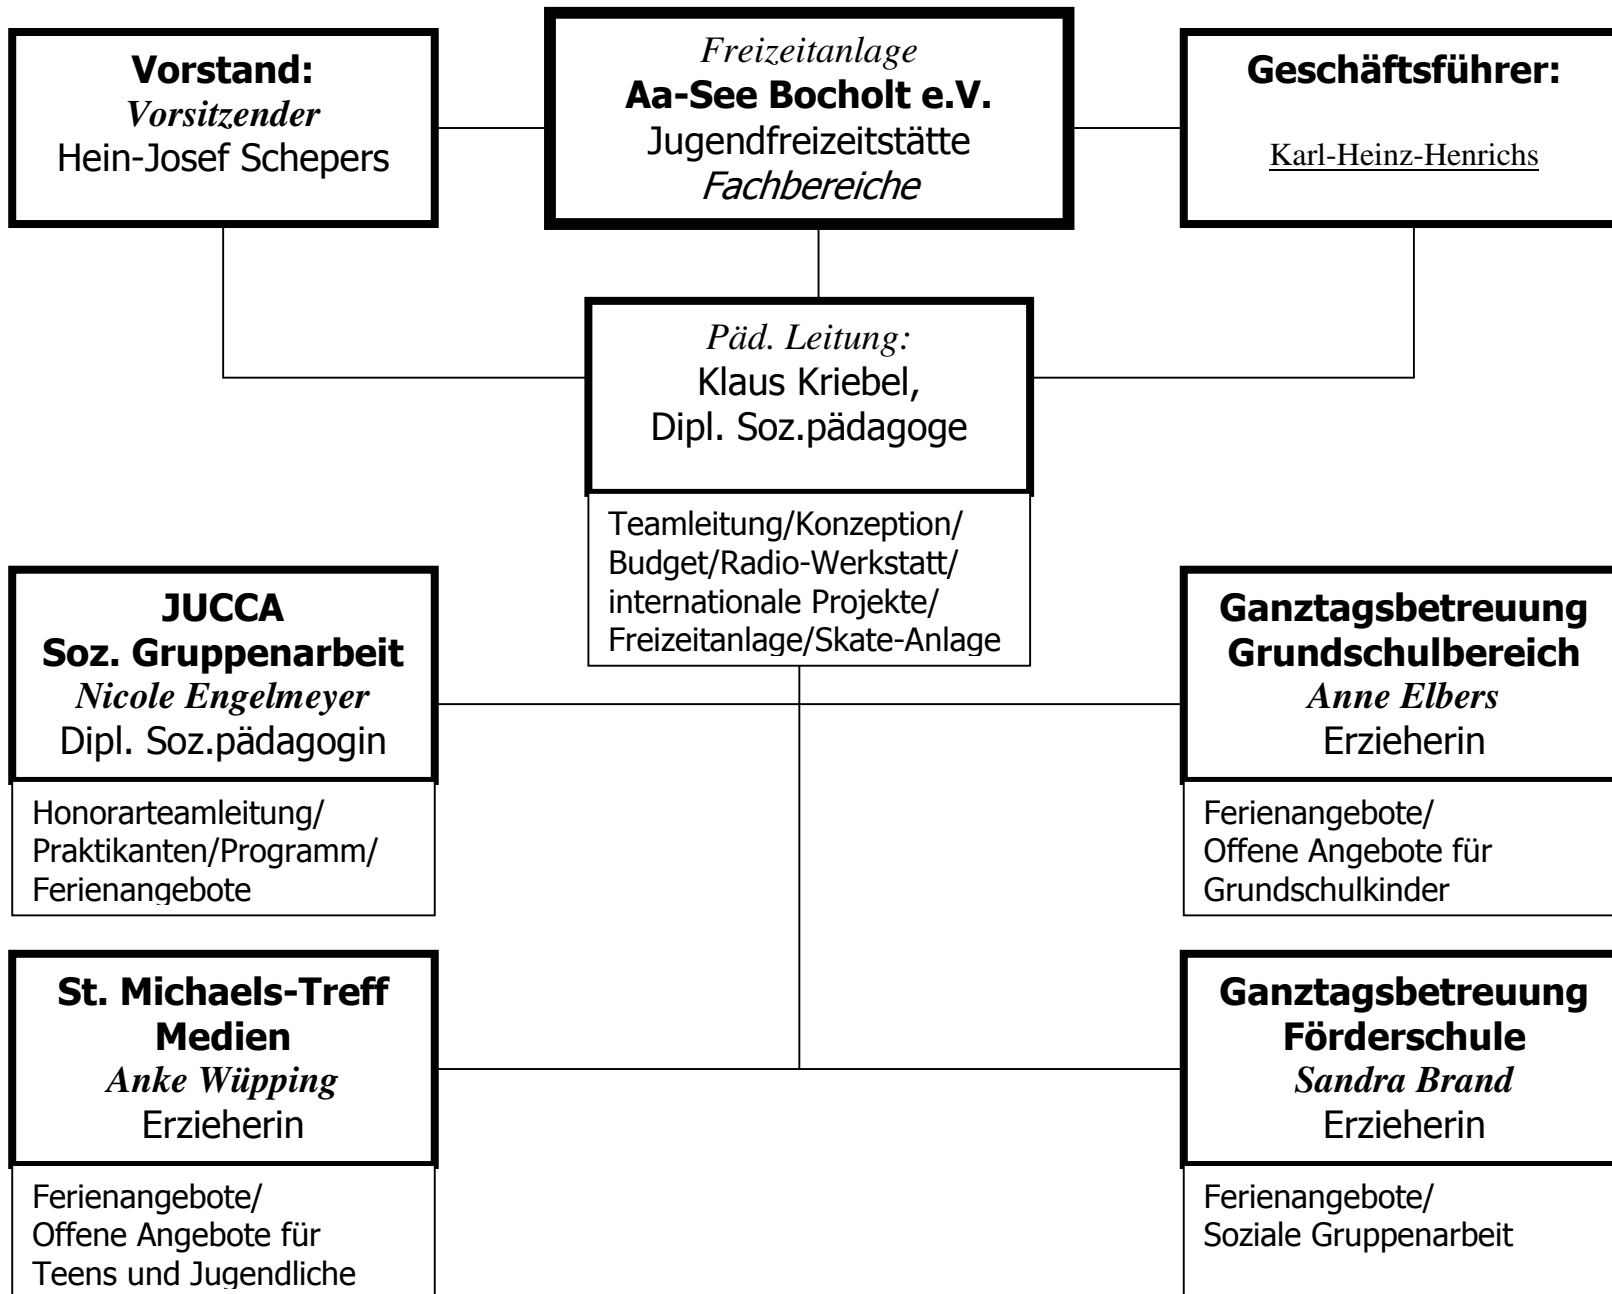 Vorstand:
Vorsitzender
Hein-Josef Schepers
Freizeitanlage
Aa-See Bocholt e.V.
Jugendfreizeitstätte
Fachbereiche
Geschäftsführer:
Karl-Heinz-Henrichs
Päd. Leitung:
Klaus Kriebel,
Dipl. Soz.pädagoge
Teamleitung/Konzeption/
Budget/Radio-Werkstatt/
internationale Projekte/
Freizeitanlage/Skate-Anlage
JUCCA
Soz. Gruppenarbeit
Nicole Engelmeyer
Dipl. Soz.pädagogin
Honorarteamleitung/
Praktikanten/Programm/
Ferienangebote
Ganztagsbetreuung
Grundschulbereich
Anne Elbers
Erzieherin
Ferienangebote/
Offene Angebote für
Grundschulkinder
St. Michaels-Treff
Medien
Anke Wüpping
Erzieherin
Ferienangebote/
Offene Angebote für
Teens und Jugendliche
Ganztagsbetreuung
Förderschule
Sandra Brand
Erzieherin
Ferienangebote/
Soziale Gruppenarbeit